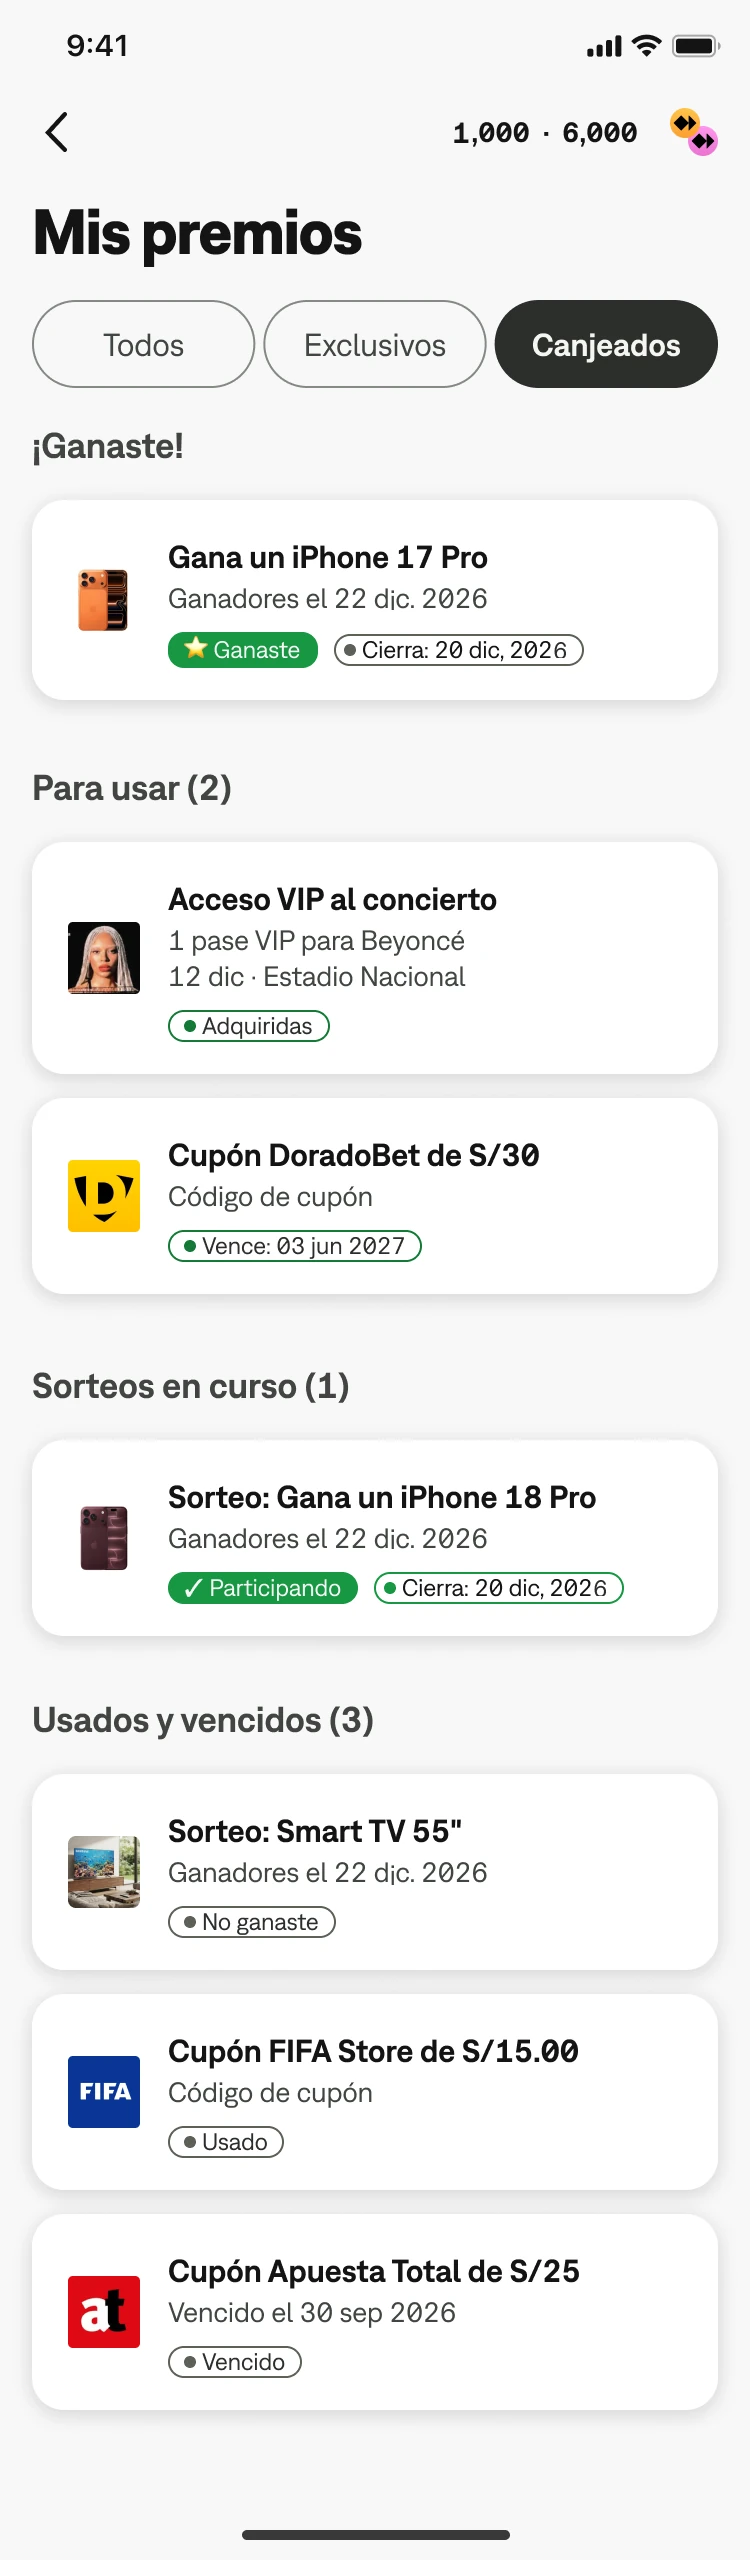 9:41
1,000 · 6,000
Mis premios
Todos
Exclusivos
Canjeados
¡Ganaste!
Gana un iPhone 17 Pro
Ganadores el 22 dic. 2026
⭐ Ganaste
Cierra: 20 dic, 2026
Para usar (2)
Acceso VIP al concierto
1 pase VIP para Beyoncé
12 dic · Estadio Nacional
Adquiridas
Cupón DoradoBet de S/30
D
Código de cupón
Vence: 03 jun 2027
Sorteos en curso (1)
Sorteo: Gana un iPhone 18 Pro
Ganadores el 22 dic. 2026
✓ Participando
Cierra: 20 dic, 2026
Usados y vencidos (3)
Sorteo: Smart TV 55"
Ganadores el 22 dic. 2026
No ganaste
Cupón FIFA Store de S/15.00
FIFA
Código de cupón
Usado
Cupón Apuesta Total de S/25
at
Vencido el 30 sep 2026
Vencido